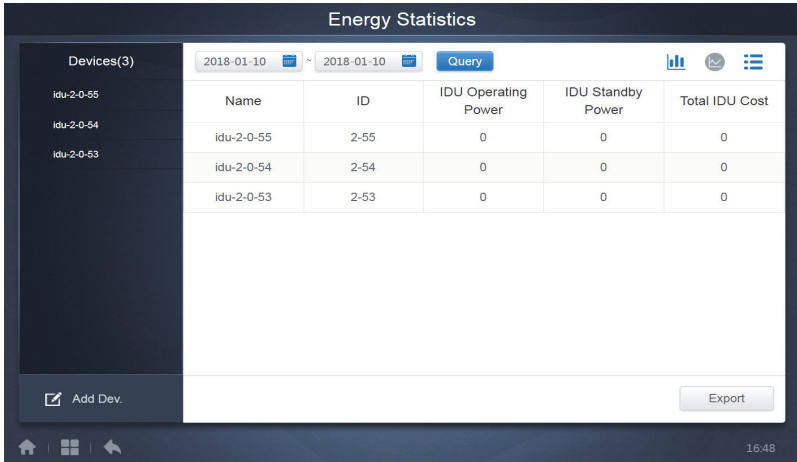 Energy Statistics
Devices(3)
idu-2-0-55
idu-2-0-54
idu-2-0-53
Add Dev.
2018-01-10 ~ 2018-01-10 Query
Name ID IDU Operating Power IDU Standby Power Total IDU Cost
idu-2-0-55 2-55 0 0 0
idu-2-0-54 2-54 0 0 0
idu-2-0-53 2-53 0 0 0
Export
16:48